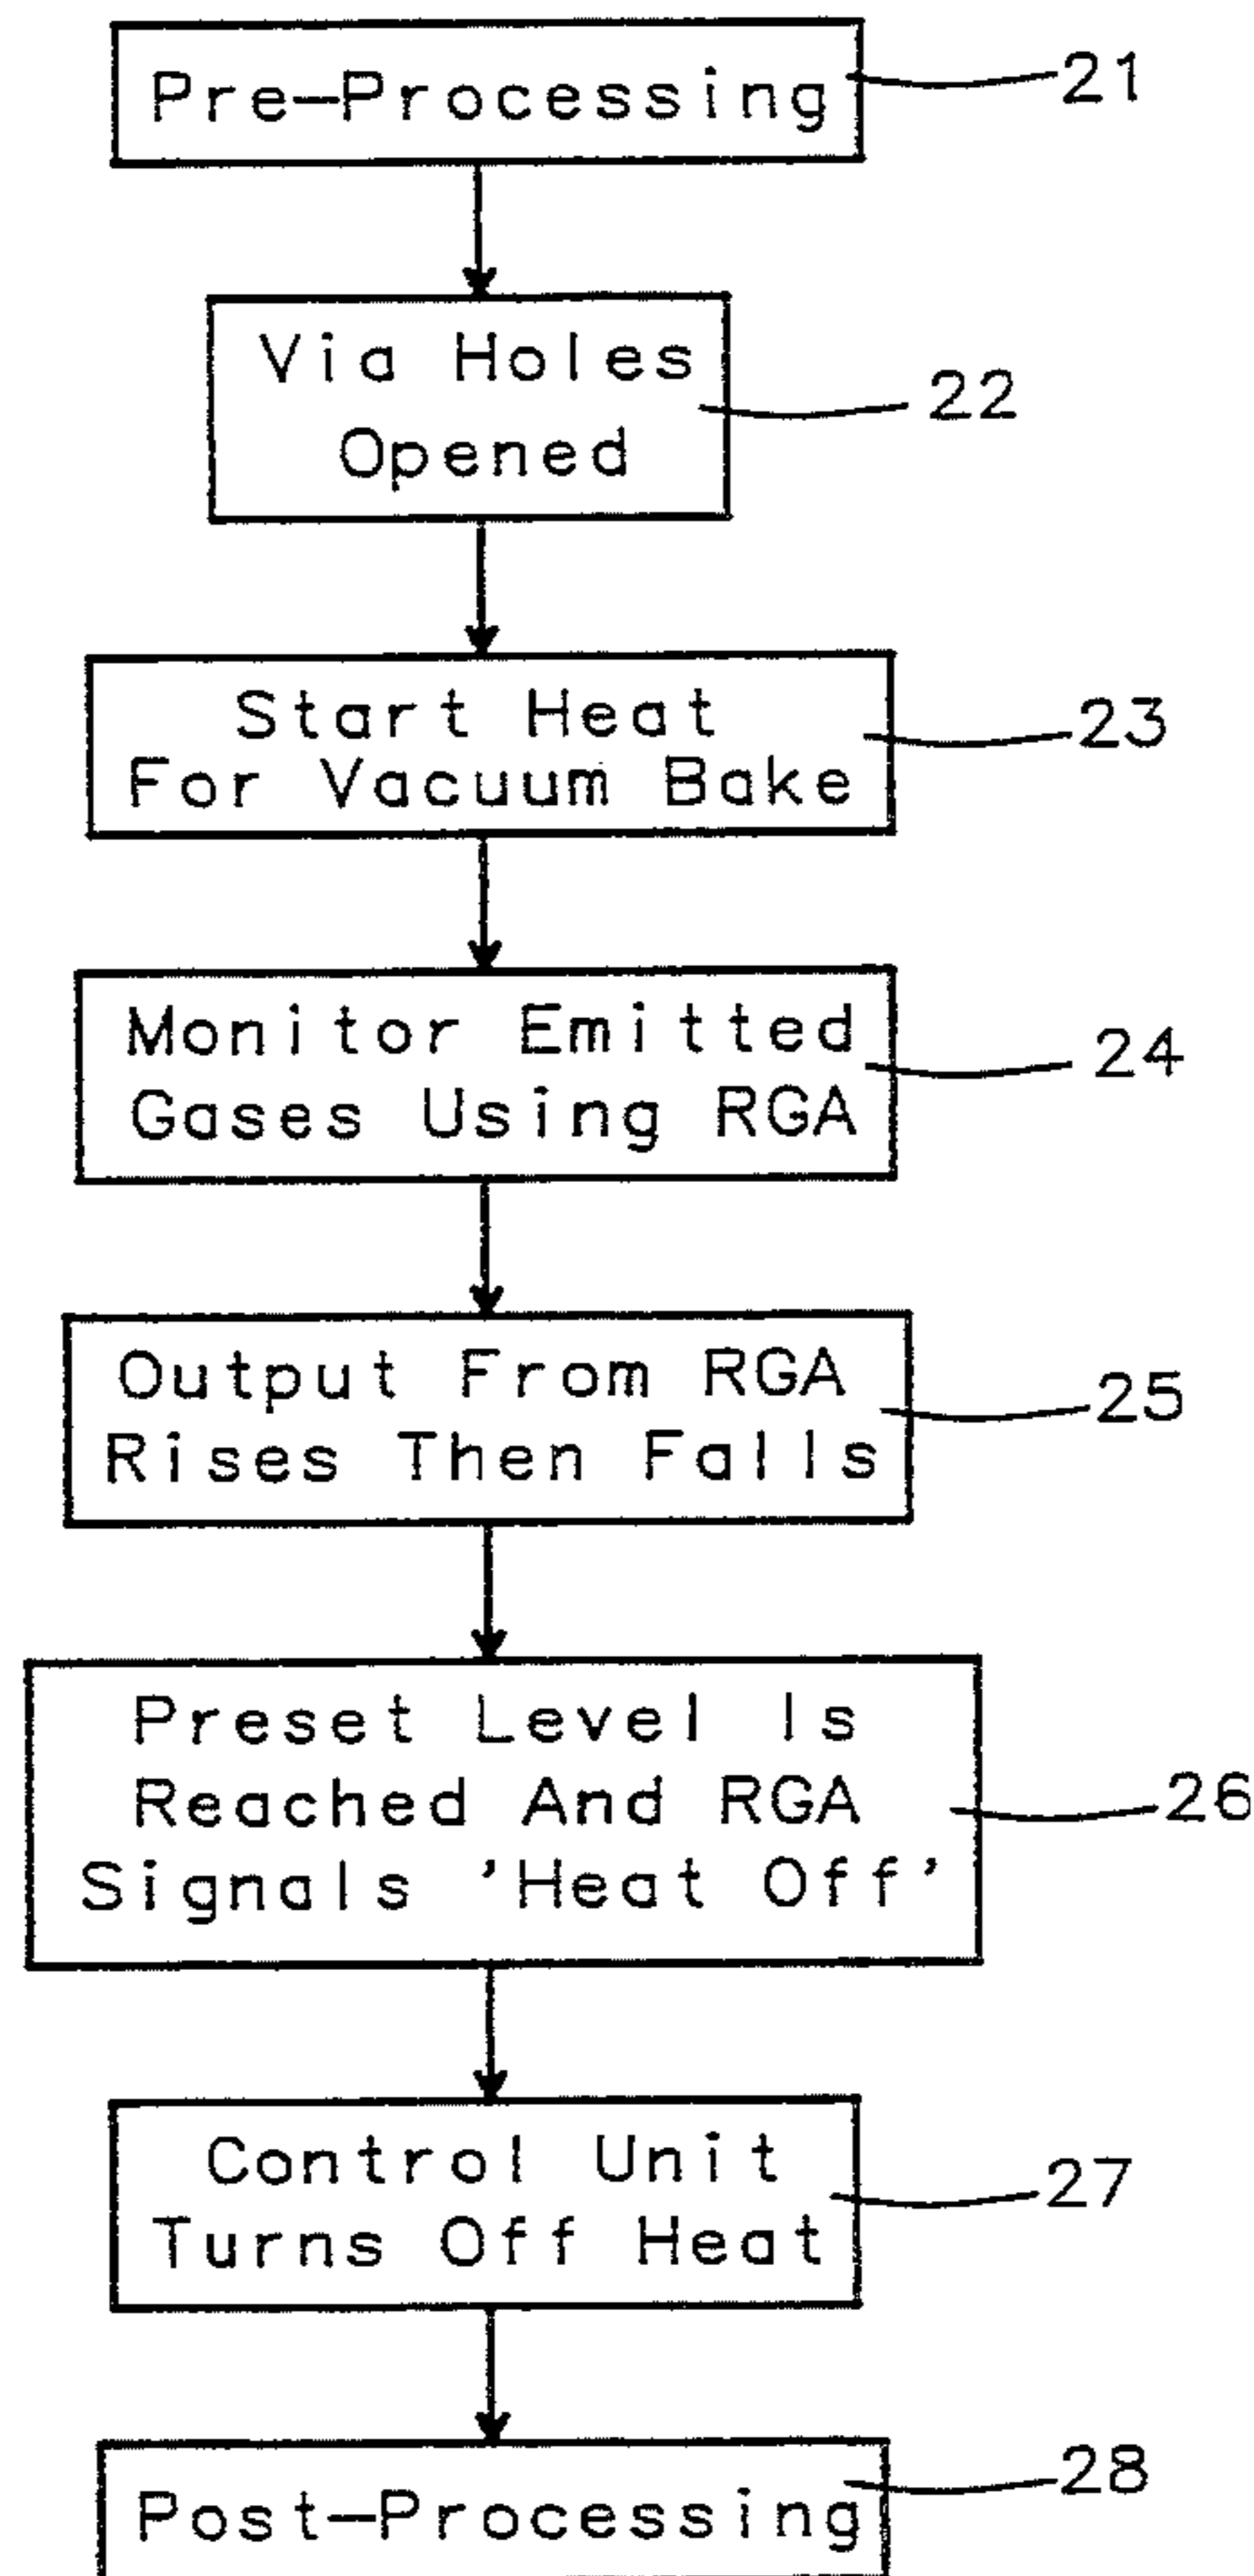 Pre-Processing
21
Via Holes
Opened
22
Start Heat
For Vacuum Bake
23
Monitor Emitted
Gases Using RGA
24
Output From RGA
Rises Then Falls
25
Preset Level Is
Reached And RGA
Signals 'Heat Off'
26
Control Unit
Turns Off Heat
27
Post-Processing
28